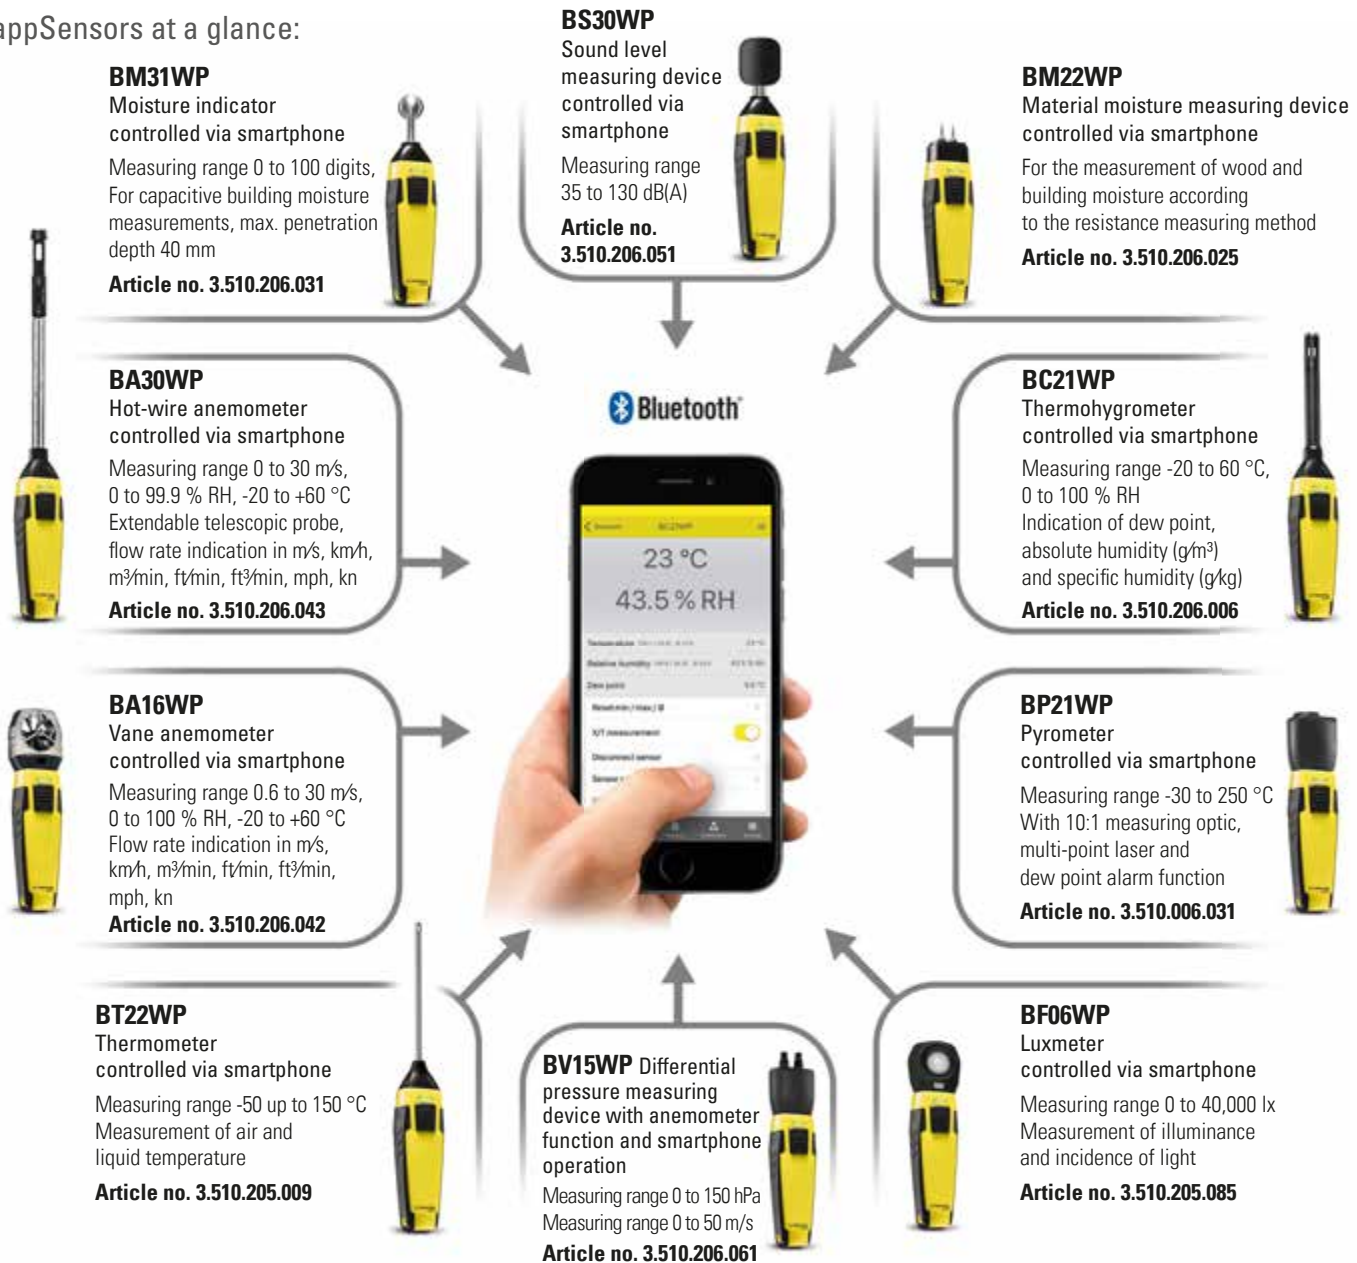 appSensors at a glance:
BM31WP
Moisture indicator
controlled via smartphone
Measuring range 0 to 100 digits,
For capacitive building moisture
measurements, max. penetration
depth 40 mm
Article no. 3.510.206.031
BS30WP
Sound level
measuring device
controlled via
smartphone
Measuring range
35 to 130 dB(A)
Article no.
3.510.206.051
BM22WP
Material moisture measuring device
controlled via smartphone
For the measurement of wood and
building moisture according
to the resistance measuring method
Article no. 3.510.206.025
BA30WP
Hot-wire anemometer
controlled via smartphone
Measuring range 0 to 30 m/s,
0 to 99.9 % RH, -20 to +60 °C
Extendable telescopic probe,
flow rate indication in m/s, km/h,
m³/min, ft/min, ft³/min, mph, kn
Article no. 3.510.206.043
Bluetooth
BC21WP
23 °C
43.5 % RH
Temperature
Relative humidity
Dew point
Reset min / max / Ø
X/T measurement
Disconnect sensor
BC21WP
Thermohygrometer
controlled via smartphone
Measuring range -20 to 60 °C,
0 to 100 % RH
Indication of dew point,
absolute humidity (g/m³)
and specific humidity (g/kg)
Article no. 3.510.206.006
BA16WP
Vane anemometer
controlled via smartphone
Measuring range 0.6 to 30 m/s,
0 to 100 % RH, -20 to +60 °C
Flow rate indication in m/s,
km/h, m³/min, ft/min, ft³/min,
mph, kn
Article no. 3.510.206.042
BP21WP
Pyrometer
controlled via smartphone
Measuring range -30 to 250 °C
With 10:1 measuring optic,
multi-point laser and
dew point alarm function
Article no. 3.510.006.031
BT22WP
Thermometer
controlled via smartphone
Measuring range -50 up to 150 °C
Measurement of air and
liquid temperature
Article no. 3.510.205.009
BV15WP Differential
pressure measuring
device with anemometer
function and smartphone
operation
Measuring range 0 to 150 hPa
Measuring range 0 to 50 m/s
Article no. 3.510.206.061
BF06WP
Luxmeter
controlled via smartphone
Measuring range 0 to 40,000 lx
Measurement of illuminance
and incidence of light
Article no. 3.510.205.085